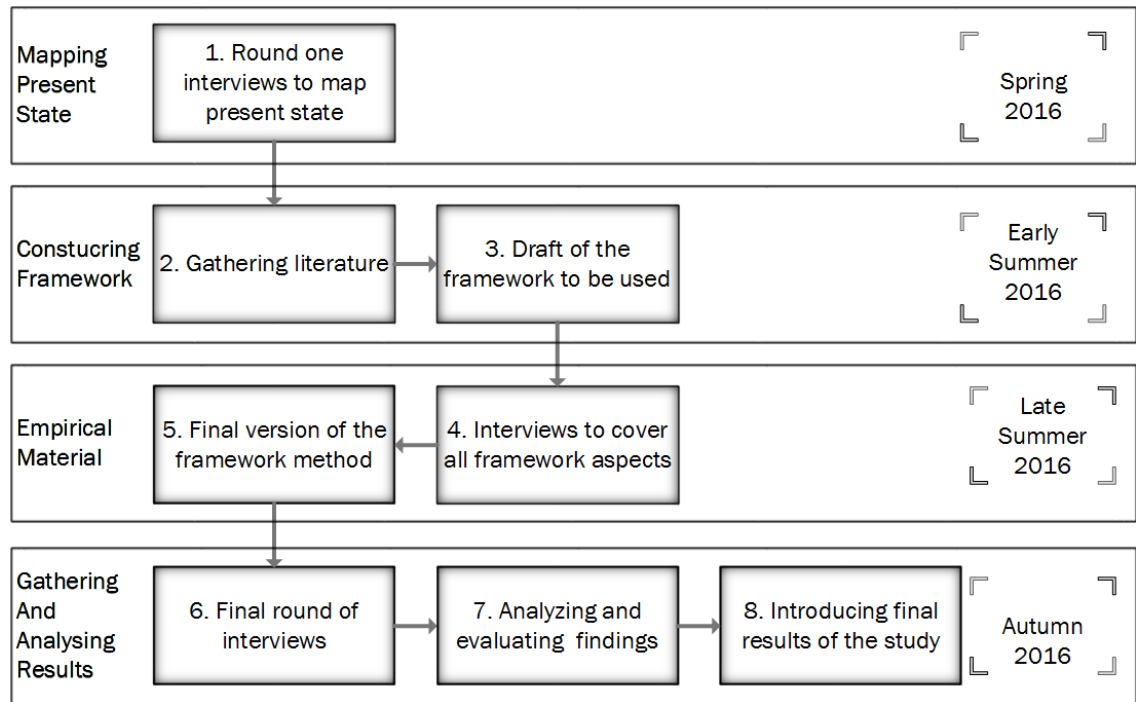 Mapping
Present
State
1. Round one
interviews to map
present state
Spring
2016
Constucring
Framework
2. Gathering literature
3. Draft of the
framework to be used
Early
Summer
2016
Empirical
Material
5. Final version of the
framework method
4. Interviews to cover
all framework aspects
Late
Summer
2016
Gathering
And
Analysing
Results
6. Final round of
interviews
7. Analyzing and
evaluating findings
8. Introducing final
results of the study
Autumn
2016